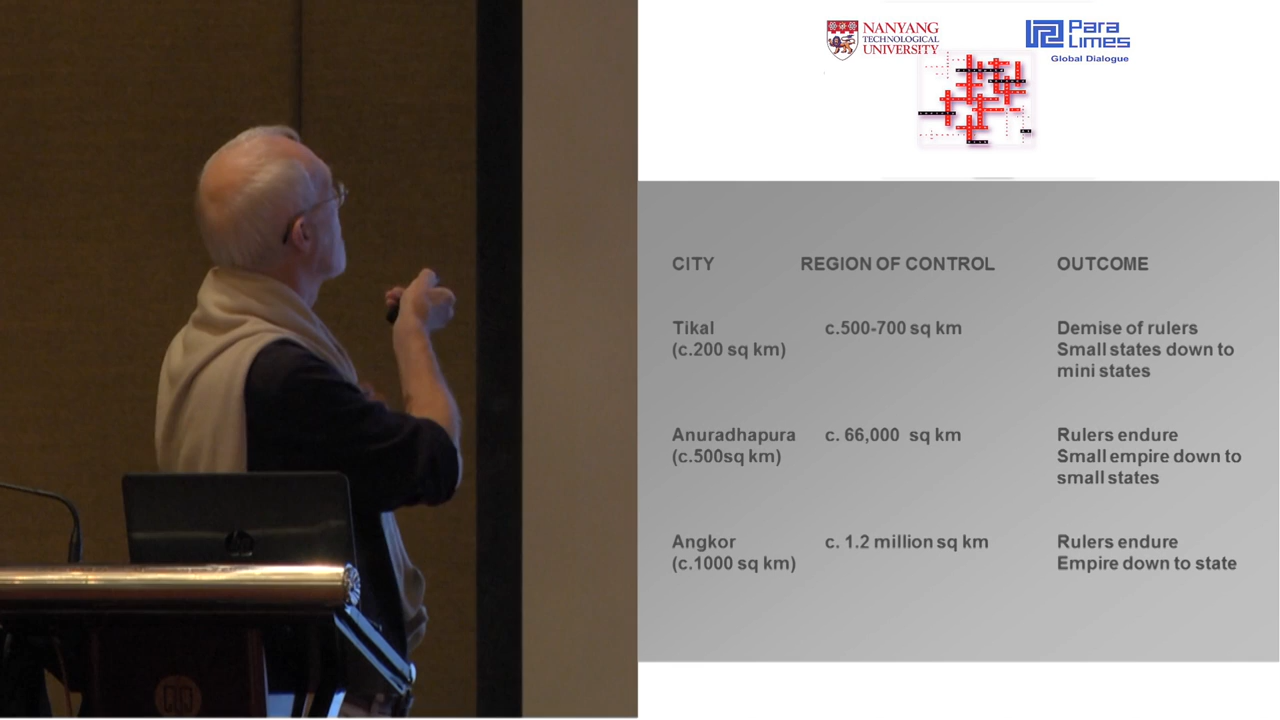 NANYANG
TECHNOLOGICAL
UNIVERSITY
Para
Limes
Global Dialogue
CITY REGION OF CONTROL OUTCOME
Tikal c.500-700 sq km Demise of rulers
(c.200 sq km) Small states down to
mini states
Anuradhapura c. 66,000 sq km Rulers endure
(c.500sq km) Small empire down to
small states
Angkor c. 1.2 million sq km Rulers endure
(c.1000 sq km) Empire down to state